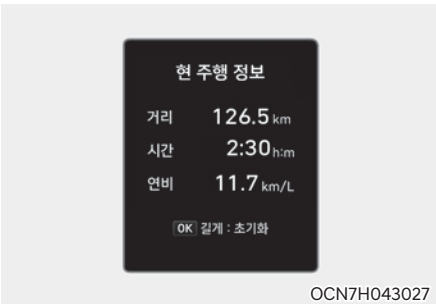 현 주행 정보
거리 126.5 km
시간 2:30 h:m
연비 11.7 km/L
OK 길게 : 초기화
OCN7H043027